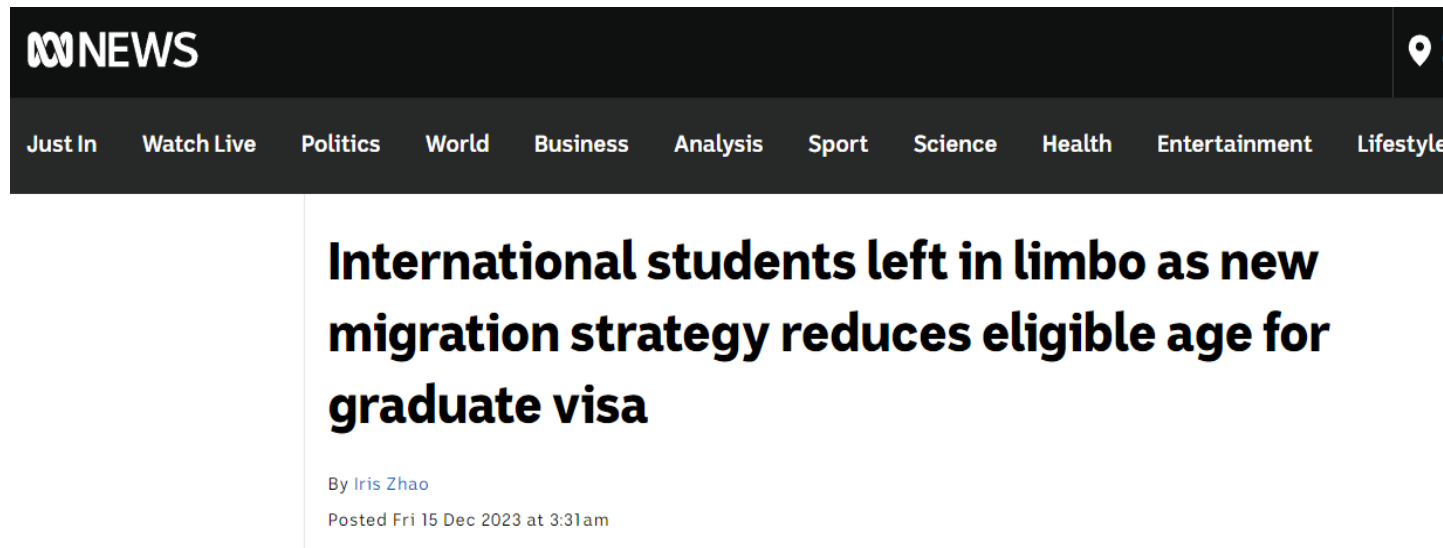 NEWS
Just In Watch Live Politics World Business Analysis Sport Science Health Entertainment Lifestyle
International students left in limbo as new
migration strategy reduces eligible age for
graduate visa
By Iris Zhao
Posted Fri 15 Dec 2023 at 3:31am